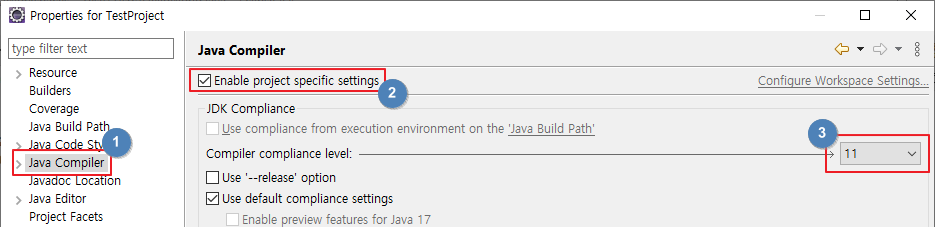 Properties for TestProject
type filter text
Resource
Builders
Coverage
Java Build Path
Java Code Sty
Java Compiler
Javadoc Location
Java Editor
Project Facets
1
Java Compiler
Enable project specific settings
2
Configure Workspace Settings...
JDK Compliance
Use compliance from execution environment on the 'Java Build Path'
3
Compiler compliance level:
11
Use '--release' option
Use default compliance settings
Enable preview features for Java 17